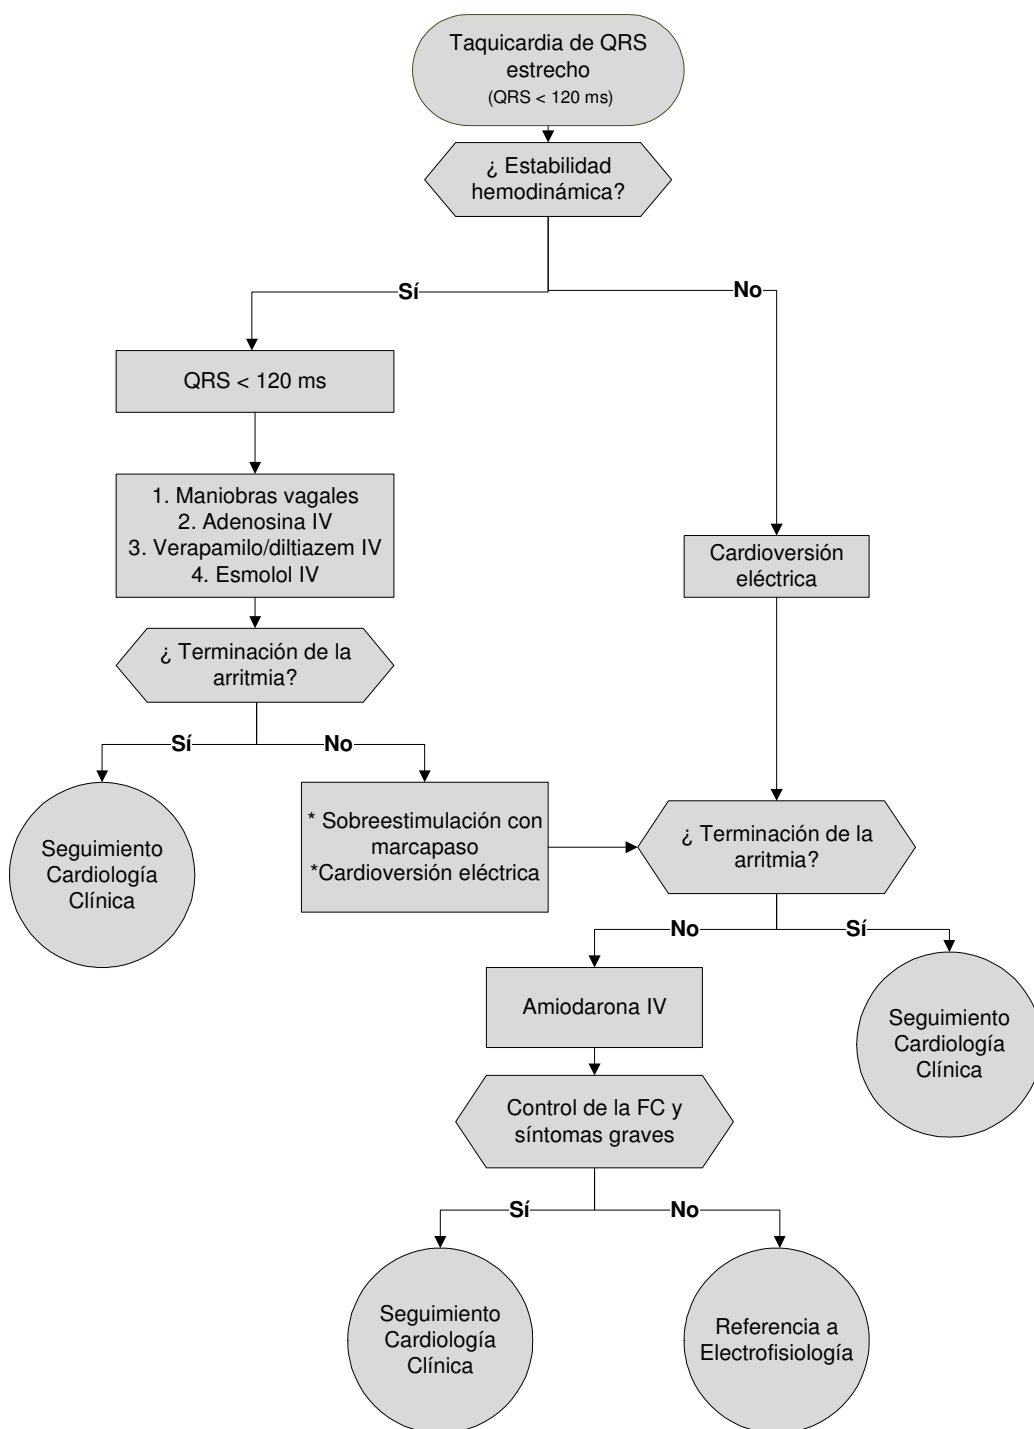 Taquicardia de QRS
estrecho
(QRS < 120 ms)
¿ Estabilidad
hemodinámica?
Sí
No
QRS < 120 ms
1. Maniobras vagales
2. Adenosina IV
3. Verapamilo/diltiazem IV
4. Esmolol IV
Cardioversión
eléctrica
¿ Terminación de la
arritmia?
Sí
No
Seguimiento
Cardiología
Clínica
* Sobreestimulación con
marcapaso
*Cardioversión eléctrica
¿ Terminación de la
arritmia?
No
Sí
Amiodarona IV
Seguimiento
Cardiología
Clínica
Control de la FC y
síntomas graves
Sí
No
Seguimiento
Cardiología
Clínica
Referencia a
Electrofisiología